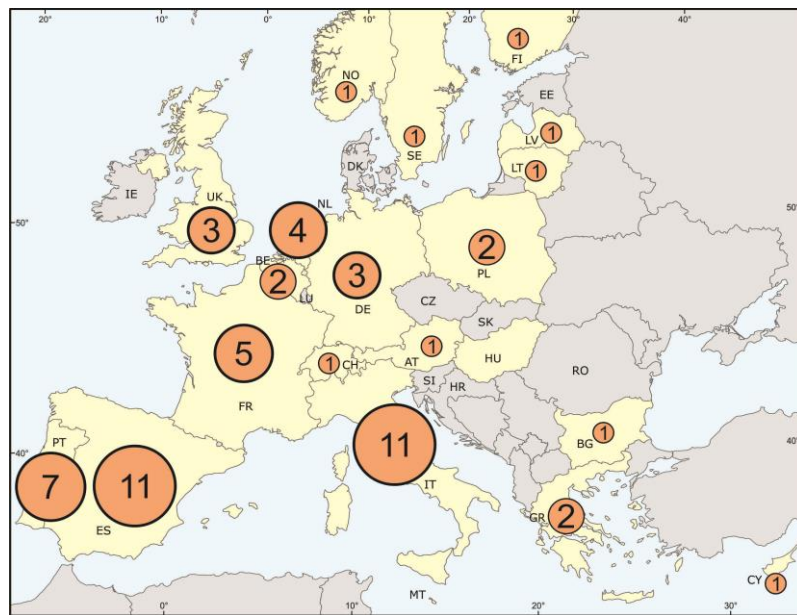 20° 10° 0° 10° 20° 30° 40°
1
FI
NO
1
1
SE
EE
LV
1
LT
1
DK
IE
UK
NL
50°
50°
3
4
2
PL
BE
2
3
LU
DE
CZ
SK
5
1
CH
1
AT
HU
FR
SI
HR
RO
11
PT
1
BG
40°
40°
7
11
IT
GR
2
ES
CY
1
MT
0° 10° 20° 30°